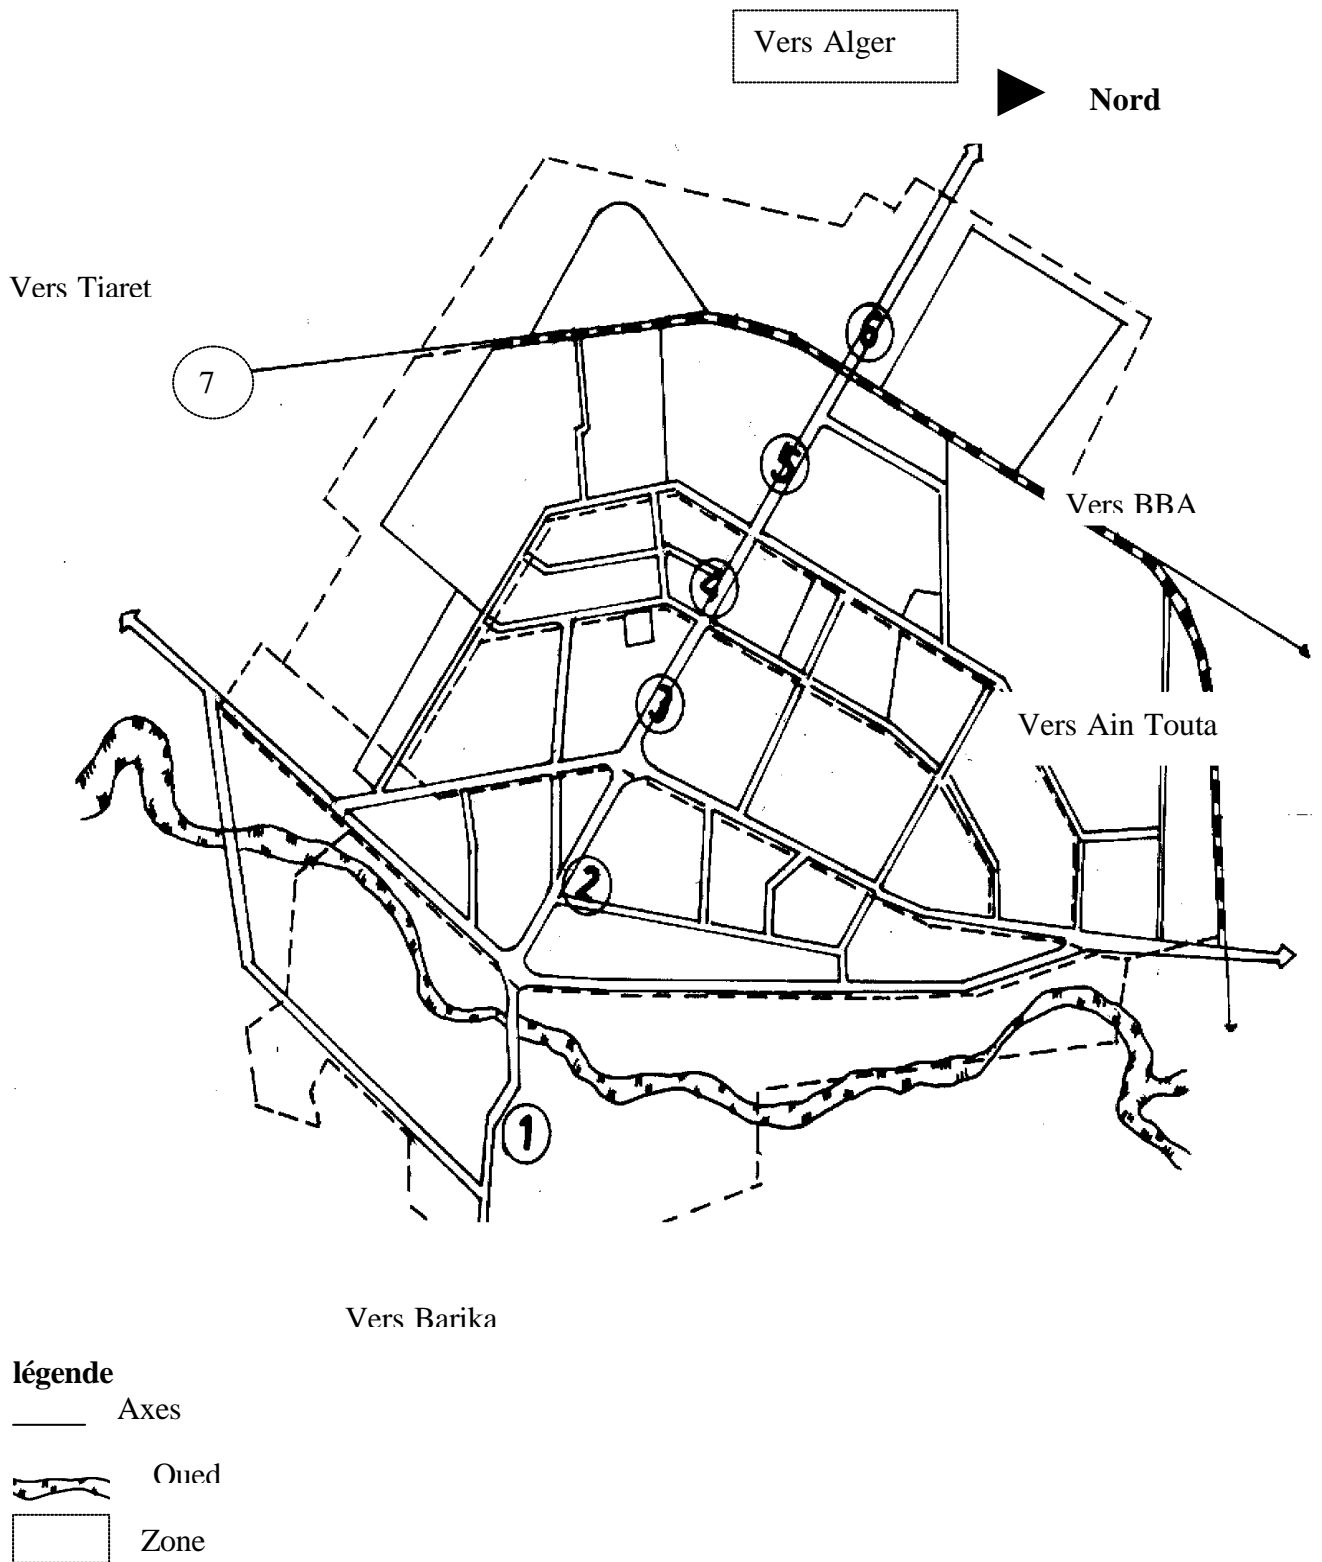 Vers Alger
Nord
Vers Tiaret
6
7
5
Vers BBA
4
3
Vers Ain Touta
2
1
Vers Barika
légende
Axes
Oued
Zone